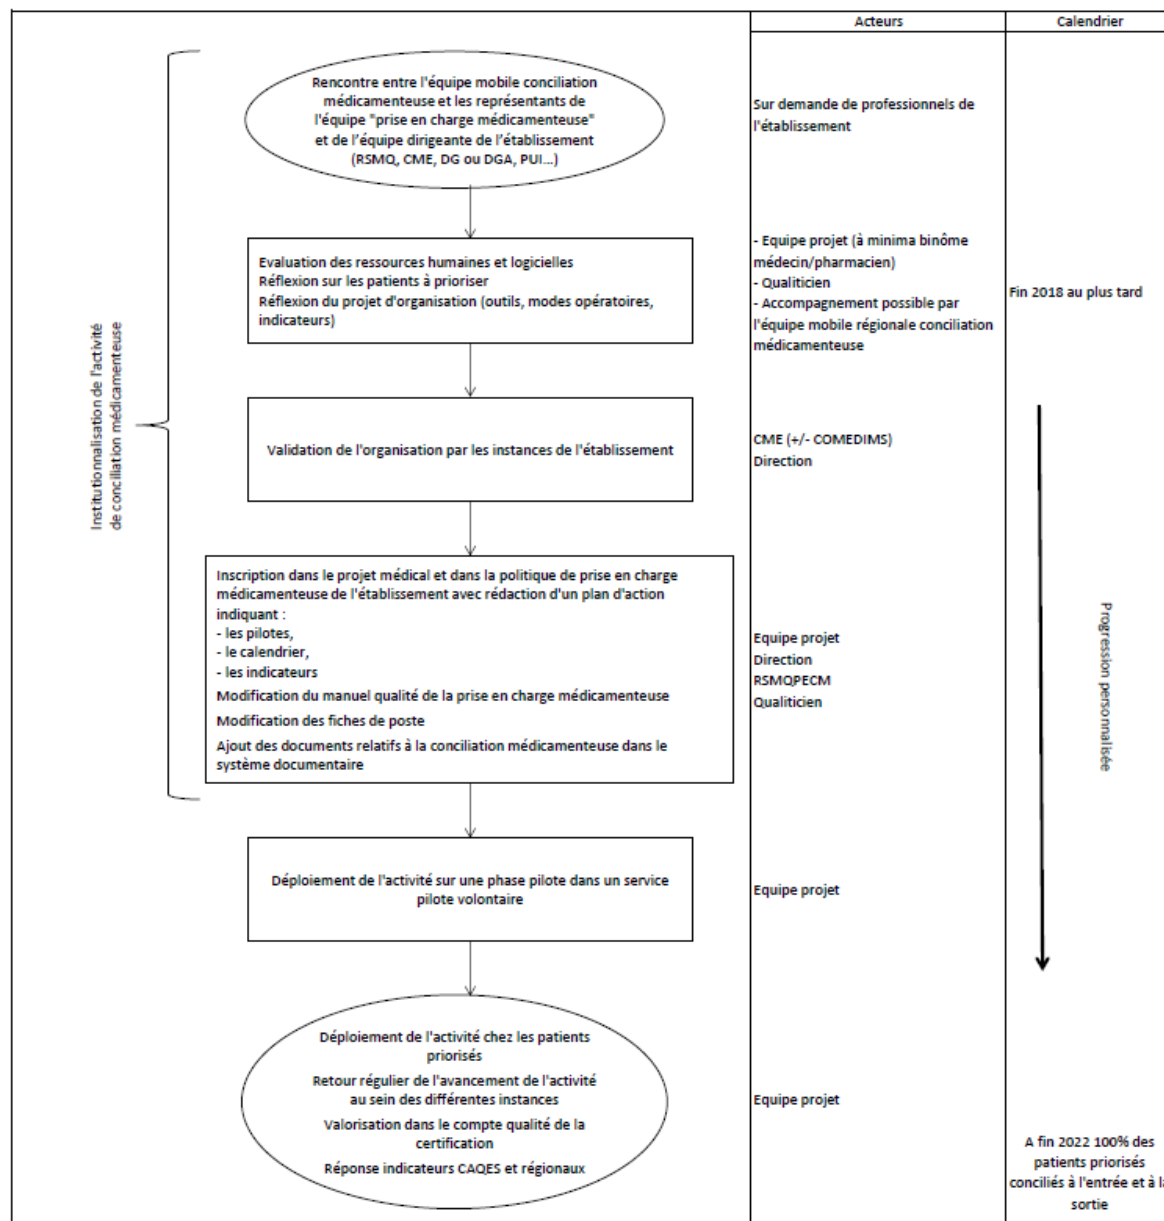 Acteurs
Calendrier
Rencontre entre l'équipe mobile conciliation
médicamenteuse et les représentants de
l'équipe "prise en charge médicamenteuse"
et de l'équipe dirigeante de l'établissement
(RSMQ, CME, DG ou DGA, PUI...)
Sur demande de professionnels de
l'établissement
Institutionnalisation de l'activité
de conciliation médicamenteuse
Evaluation des ressources humaines et logicielles
Réflexion sur les patients à prioriser
Réflexion du projet d'organisation (outils, modes opératoires,
indicateurs)
- Equipe projet (à minima binôme
médecin/pharmacien)
- Qualiticien
- Accompagnement possible par
l'équipe mobile régionale conciliation
médicamenteuse
Fin 2018 au plus tard
Validation de l'organisation par les instances de l'établissement
CME (+/- COMEDIMS)
Direction
Inscription dans le projet médical et dans la politique de prise en charge
médicamenteuse de l'établissement avec rédaction d'un plan d'action
indiquant :
- les pilotes,
- le calendrier,
- les indicateurs
Modification du manuel qualité de la prise en charge médicamenteuse
Modification des fiches de poste
Ajout des documents relatifs à la conciliation médicamenteuse dans le
système documentaire
Equipe projet
Direction
RSMQPECM
Qualiticien
Progression personnalisée
Déploiement de l'activité sur une phase pilote dans un service
pilote volontaire
Equipe projet
Déploiement de l'activité chez les patients
priorisés
Retour régulier de l'avancement de l'activité
au sein des différentes instances
Valorisation dans le compte qualité de la
certification
Réponse indicateurs CAQES et régionaux
Equipe projet
A fin 2022 100% des
patients priorisés
conciliés à l'entrée et à la
sortie